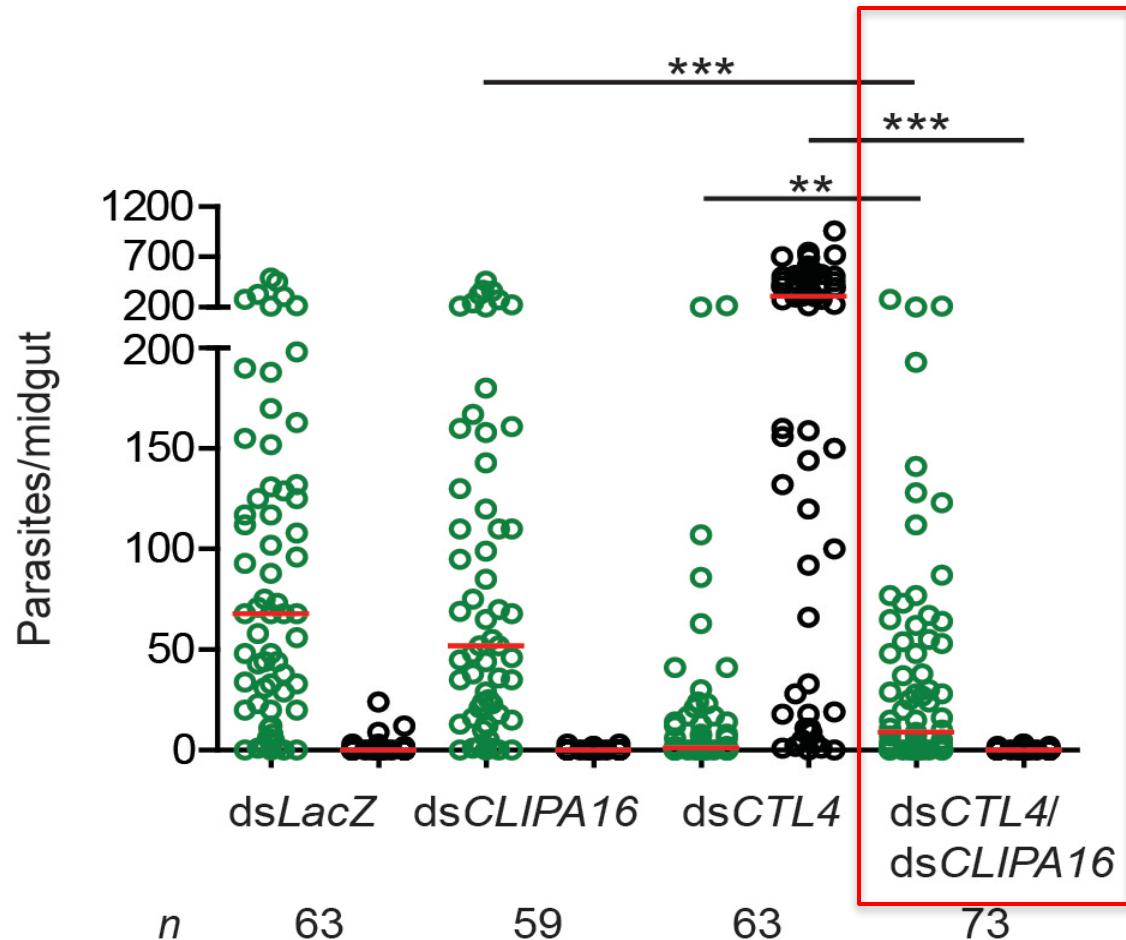 ***
***
**
1200
700
200
200
150
100
50
0
Parasites/midgut
dsLacZ dsCLIPA16 dsCTL4 dsCTL4/
dsCLIPA16
n 63 59 63 73